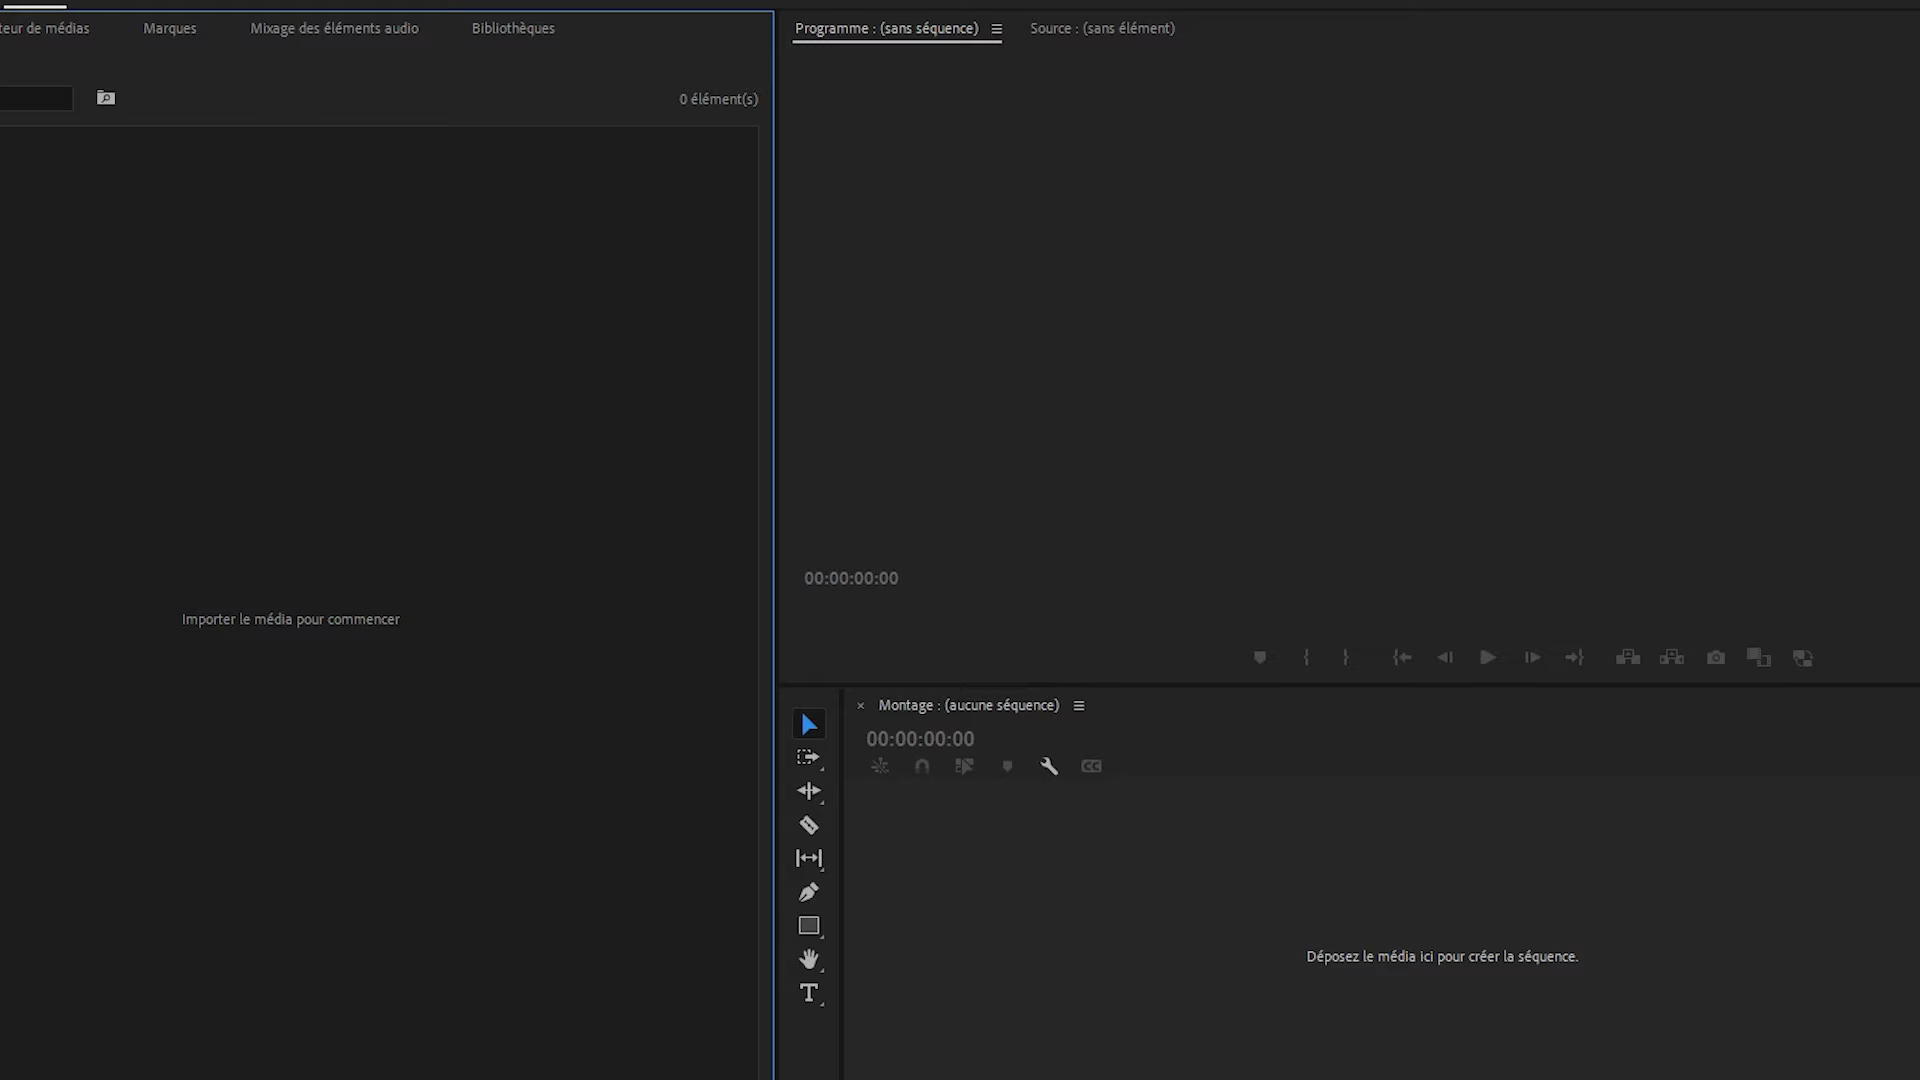 teur de médias
Marques
Mixage des éléments audio
Bibliothèques
0 élément(s)
Importer le média pour commencer
Programme : (sans séquence)
Source : (sans élément)
00:00:00:00
Montage : (aucune séquence)
00:00:00:00
CC
Déposez le média ici pour créer la séquence.